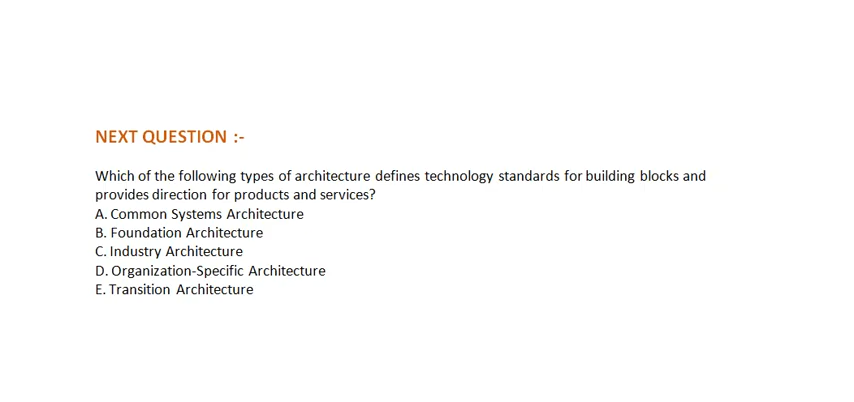 NEXT QUESTION :-
Which of the following types of architecture defines technology standards for building blocks and
provides direction for products and services?
A. Common Systems Architecture
B. Foundation Architecture
C. Industry Architecture
D. Organization-Specific Architecture
E. Transition Architecture